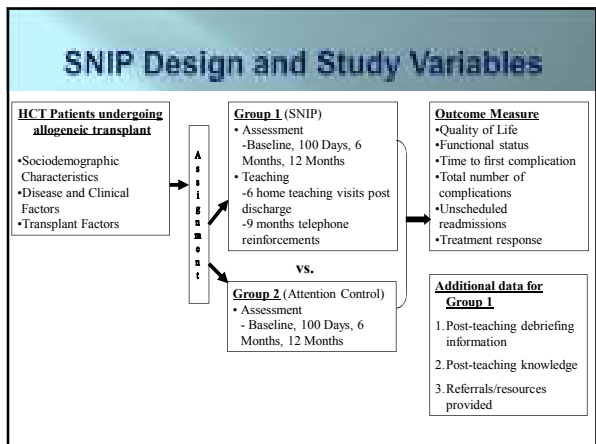 SNIP Design and Study Variables
HCT Patients undergoing
allogeneic transplant
•Sociodemographic
Characteristics
•Disease and Clinical
Factors
•Transplant Factors
Assignment
Group 1 (SNIP)
• Assessment
-Baseline, 100 Days, 6
Months, 12 Months
• Teaching
-6 home teaching visits post
discharge
-9 months telephone
reinforcements
vs.
Group 2 (Attention Control)
• Assessment
- Baseline, 100 Days, 6
Months, 12 Months
Outcome Measure
•Quality of Life
•Functional status
•Time to first complication
•Total number of
complications
•Unscheduled
readmissions
•Treatment response
Additional data for
Group 1
1. Post-teaching debriefing
information
2. Post-teaching knowledge
3. Referrals/resources
provided